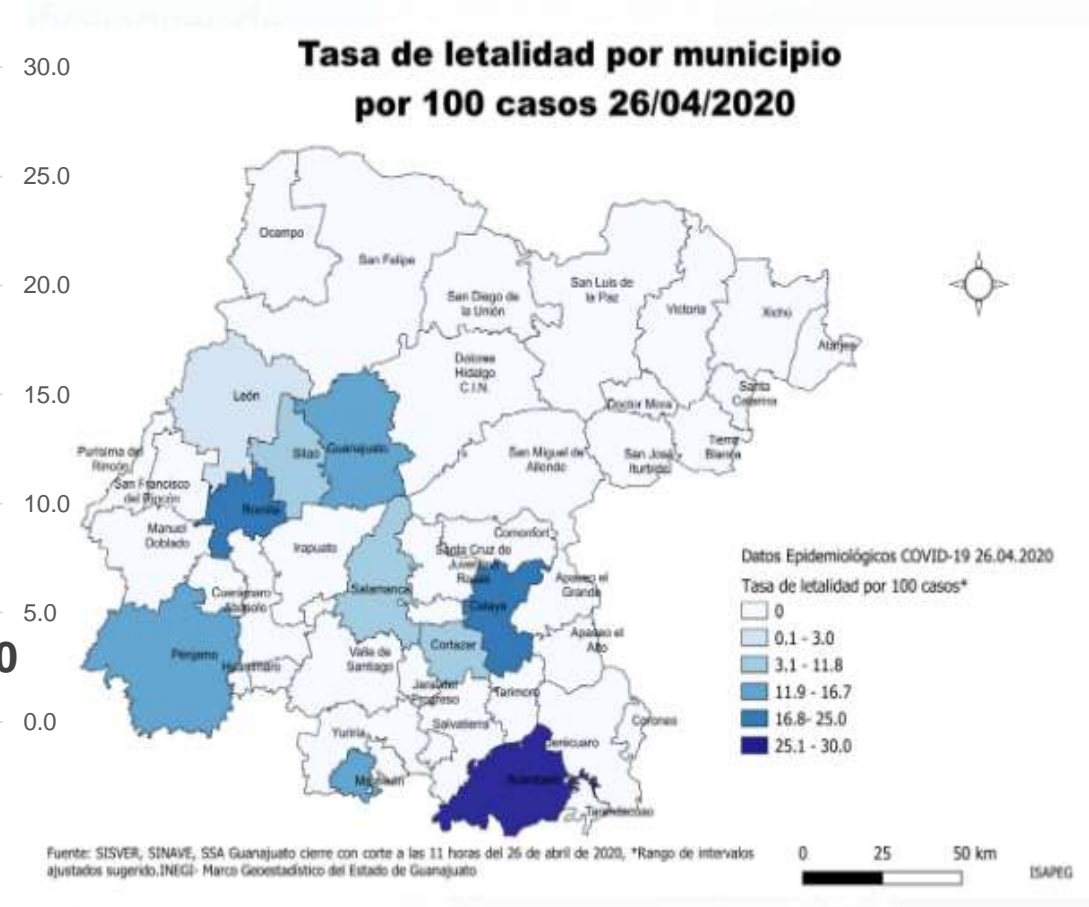 Tasa de letalidad por municipio
por 100 casos 26/04/2020
30.0
25.0
20.0
15.0
10.0
5.0
0
0.0
Ocampo
San Felipe
San Diego de
la Unión
San Luis de
la Paz
Victoria
Xichú
Atarjea
León
Dolores
Hidalgo
C.I.N.
Doctor Mora
Santa
Catarina
Purísima del
Rincón
San Francisco
del Rincón
Silao
Guanajuato
San Miguel de
Allende
San José
Iturbide
Tierra
Blanca
Romita
Manuel
Doblado
Irapuato
Comonfort
Santa Cruz de
Juventino
Rosas
Cuerámaro
Abasolo
Salamanca
Celaya
Apaseo el
Grande
Pénjamo
Huanímaro
Valle de
Santiago
Cortazar
Apaseo el
Alto
Jaral del
Progreso
Tarimoro
Yuriria
Salvatierra
Coroneo
Jerécuaro
Moroleón
Acámbaro
Tarandacuao
Datos Epidemiológicos COVID-19 26.04.2020
Tasa de letalidad por 100 casos*
0
0.1 - 3.0
3.1 - 11.8
11.9 - 16.7
16.8- 25.0
25.1 - 30.0
Fuente: SISVER, SINAVE, SSA Guanajuato cierre con corte a las 11 horas del 26 de abril de 2020, *Rango de intervalos
ajustados sugerido.INEGI- Marco Geoestadístico del Estado de Guanajuato
0 25 50 km
ISAPEG